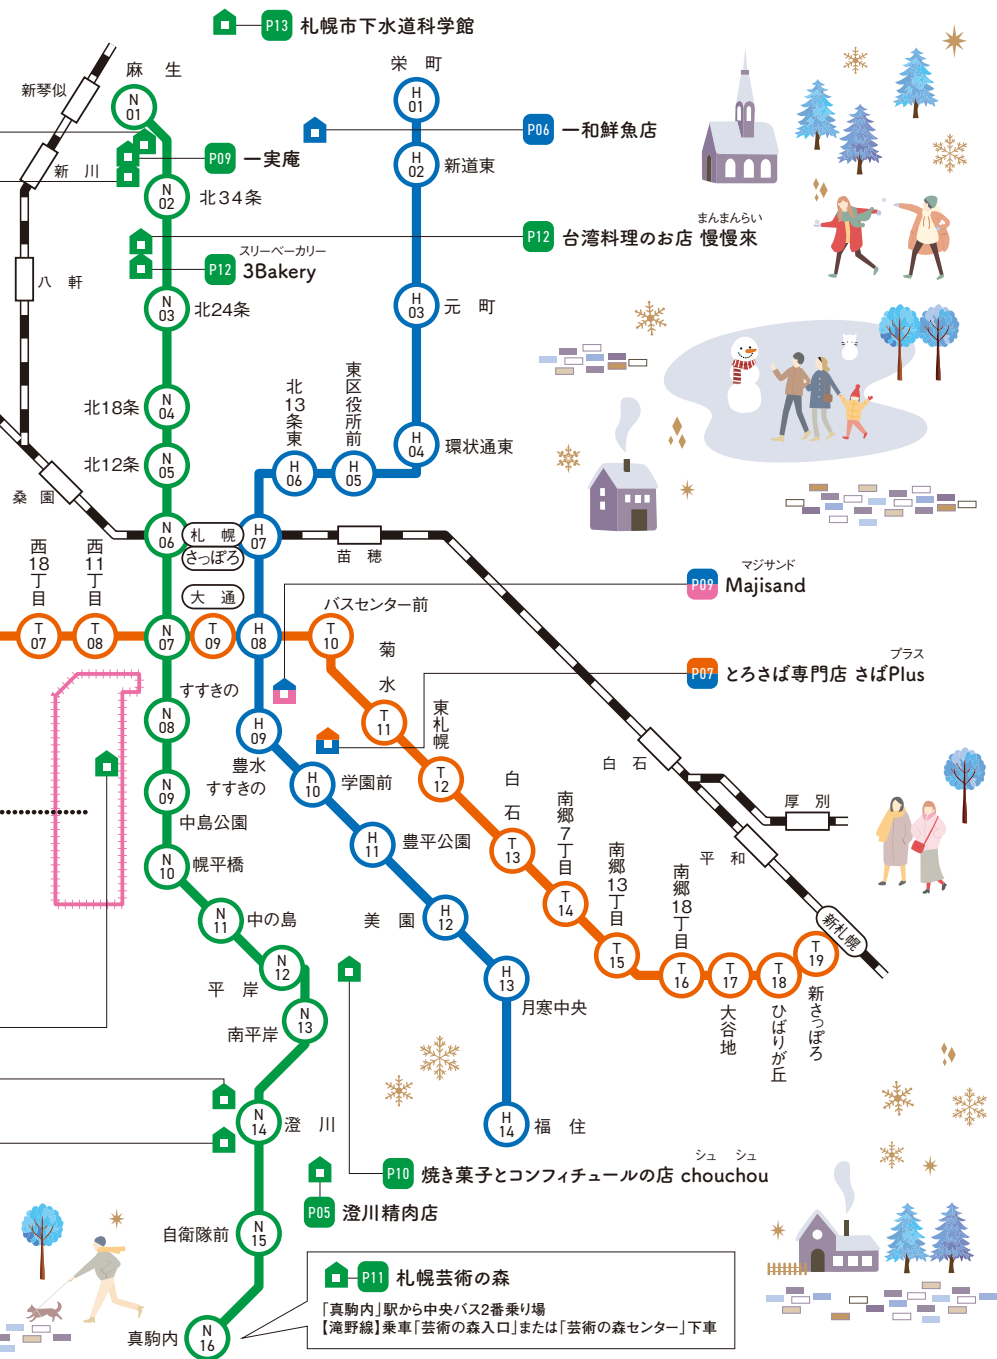 P13 札幌市下水道科学館
麻生
栄町
新琴似
N 01
H 01
P06 一和鮮魚店
P09 一実庵
新川
H 02
新道東
N 02
北34条
まんまんらい
P12 台湾料理のお店 慢慢來
スリーベーカリー
P12 3Bakery
八軒
N 03
北24条
H 03
元町
東区役所前
北13条東
北18条
N 04
H 04
環状通東
北12条
N 05
H 06
H 05
桑園
N 06
札幌
さっぽろ
H 07
苗穂
西18丁目
西11丁目
マジサンド
P09 Majisand
大通
バスセンター前
T 07
T 08
N 07
T 09
H 08
T 10
菊水
プラス
P07 とろさば専門店 さばPlus
すすきの
N 08
H 09
T 11
東札幌
豊水すすきの
H 10
学園前
T 12
白石
白石
N 09
中島公園
南郷7丁目
厚別
H 11
豊平公園
T 13
南郷13丁目
平和
N 10
幌平橋
南郷18丁目
T 14
N 11
中の島
美園
H 12
新札幌
T 15
T 19
N 12
平岸
H 13
月寒中央
T 16
T 17
T 18
大谷地
ひばりが丘
新さっぽろ
N 13
南平岸
N 14
澄川
H 14
福住
シュ シュ
P10 焼き菓子とコンフィチュールの店 chouchou
P05 澄川精肉店
自衛隊前
N 15
P11 札幌芸術の森
「真駒内」駅から中央バス2番乗り場
【滝野線】乗車「芸術の森入口」または「芸術の森センター」下車
真駒内
N 16